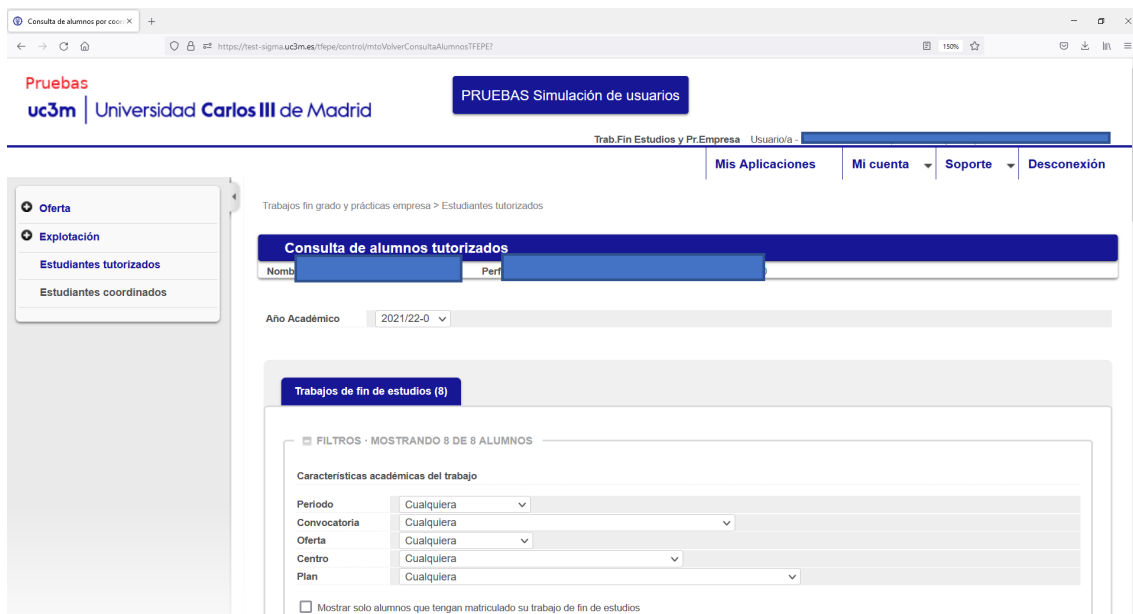 Consulta de alumnos por coor
https://test-sigma.uc3m.es/tfepe/control/mtoVolverConsultaAlumnosTFEPE?
150%
Pruebas
uc3m | Universidad Carlos III de Madrid
PRUEBAS Simulación de usuarios
Trab.Fin Estudios y Pr.Empresa Usuario/a -
Mis Aplicaciones Mi cuenta Soporte Desconexión
Oferta
Explotación
Estudiantes tutorizados
Estudiantes coordinados
Trabajos fin grado y prácticas empresa > Estudiantes tutorizados
Consulta de alumnos tutorizados
Nomb Perf
Año Académico 2021/22-0
Trabajos de fin de estudios (8)
FILTROS · MOSTRANDO 8 DE 8 ALUMNOS
Características académicas del trabajo
Periodo Cualquiera
Convocatoria Cualquiera
Oferta Cualquiera
Centro Cualquiera
Plan Cualquiera
Mostrar solo alumnos que tengan matriculado su trabajo de fin de estudios